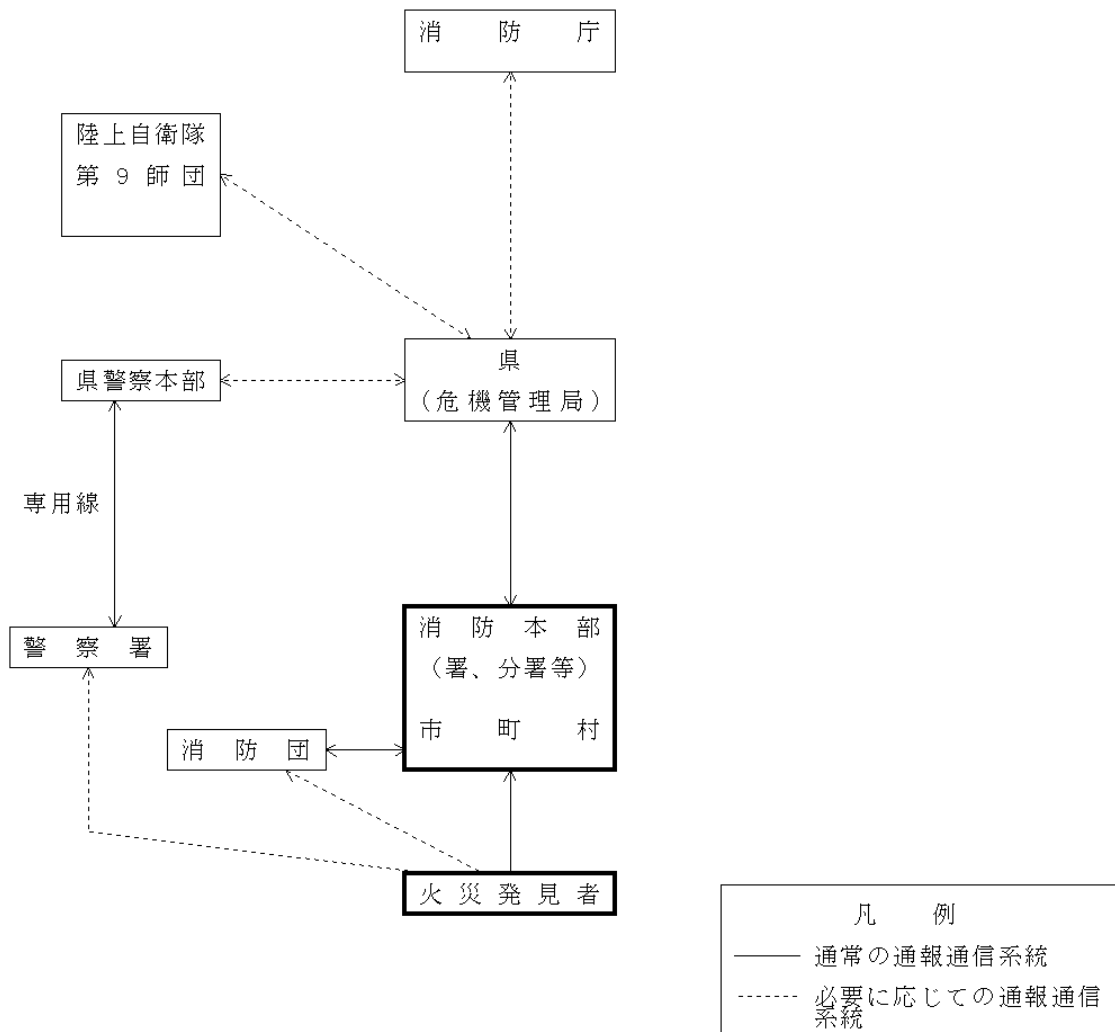 消防庁
陸上自衛隊
第9師団
県
(危機管理局)
県警察本部
専用線
警察署
消防本部
(署、分署等)
市町村
消防団
火災発見者
凡例
通常の通報通信系統
必要に応じての通報通信
系統